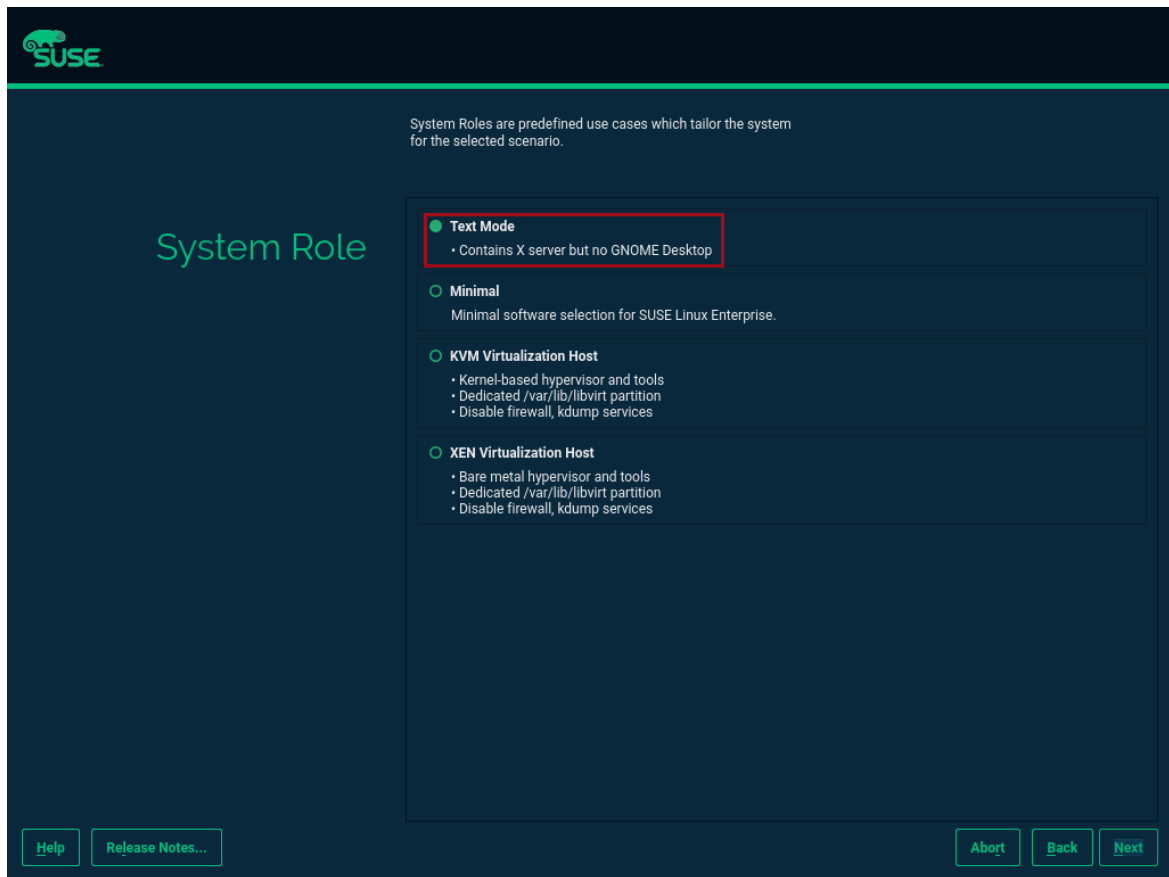 SUSE
System Roles are predefined use cases which tailor the system
for the selected scenario.
System Role
Text Mode
• Contains X server but no GNOME Desktop
Minimal
Minimal software selection for SUSE Linux Enterprise.
KVM Virtualization Host
• Kernel-based hypervisor and tools
• Dedicated /var/lib/libvirt partition
• Disable firewall, kdump services
XEN Virtualization Host
• Bare metal hypervisor and tools
• Dedicated /var/lib/libvirt partition
• Disable firewall, kdump services
Help Release Notes... Abort Back Next